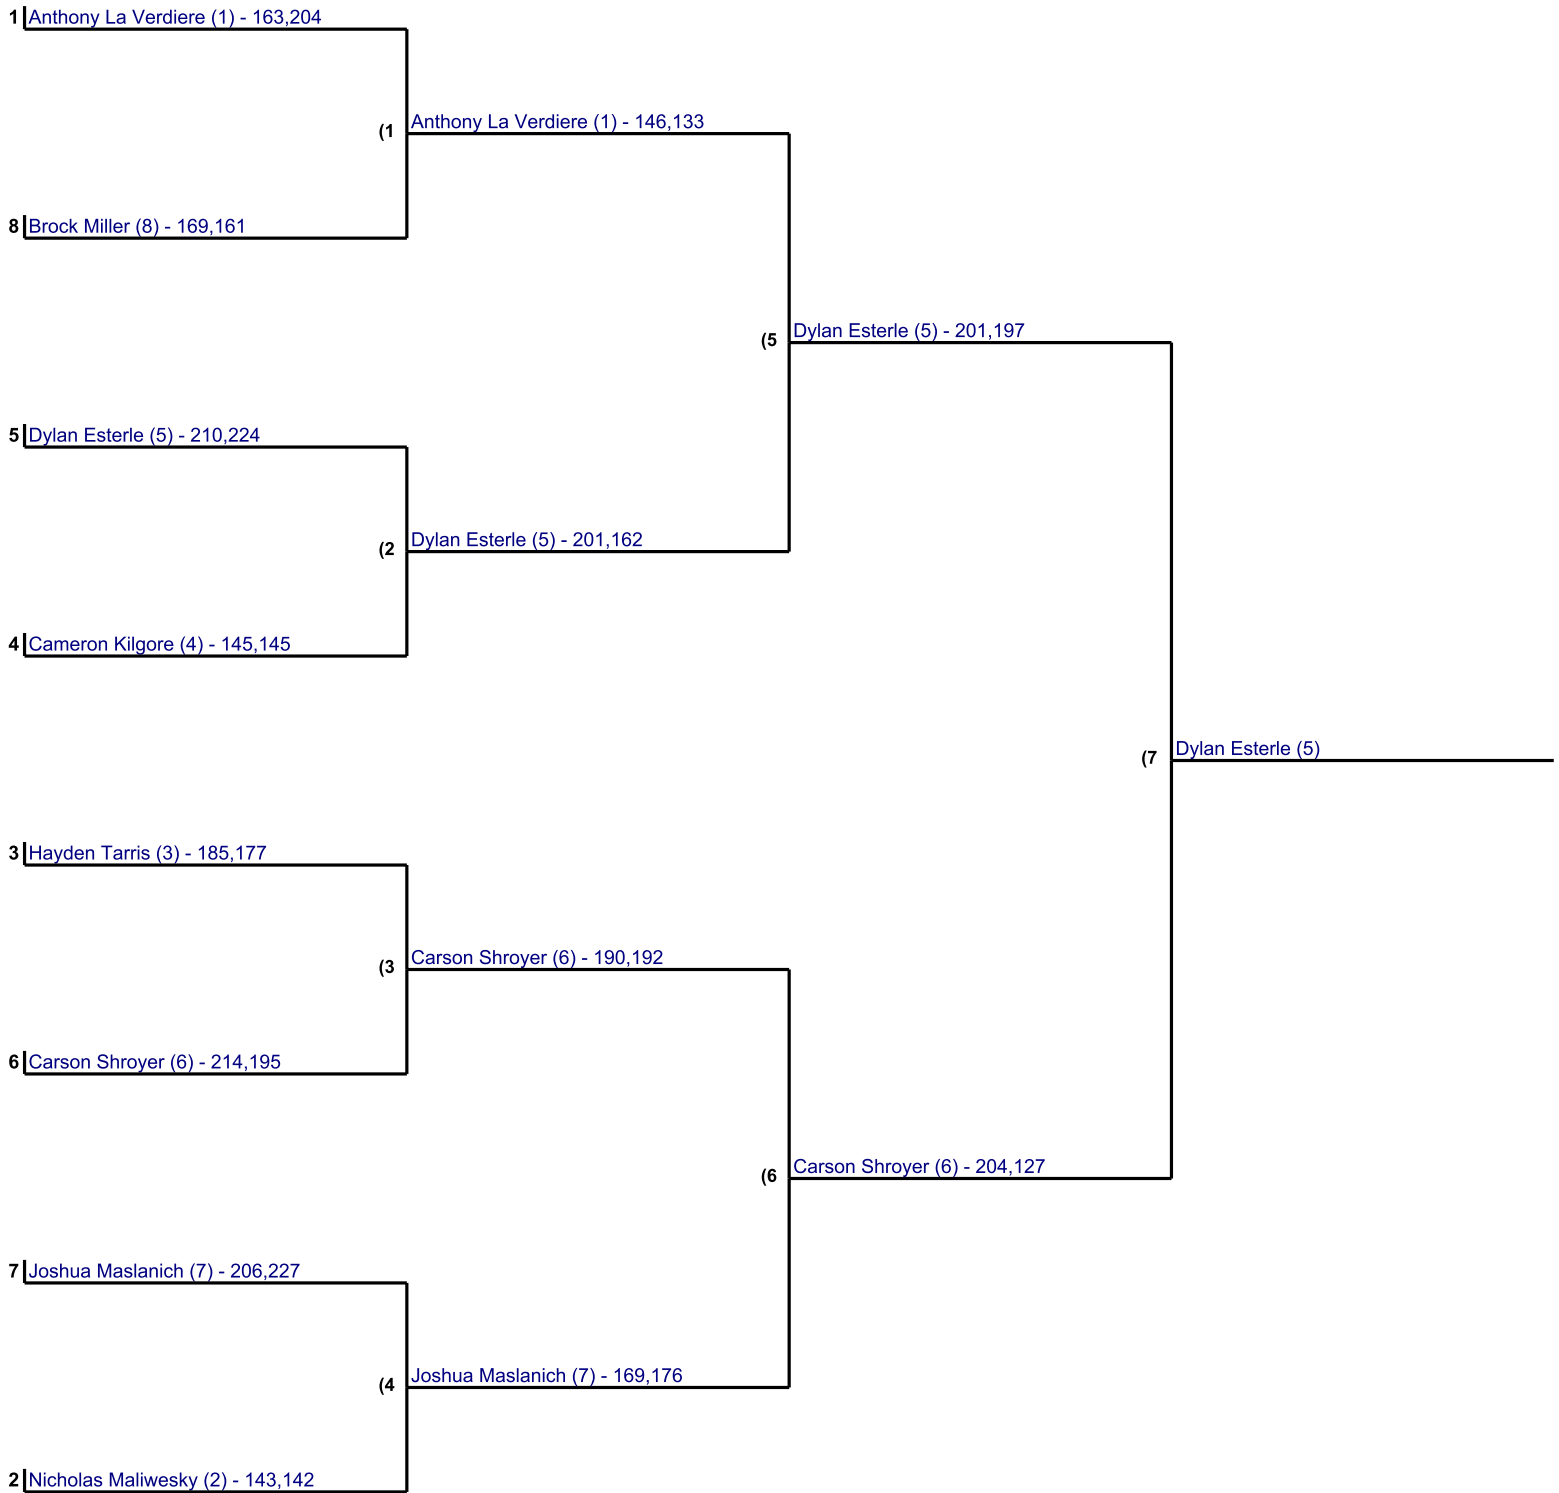 1 Anthony La Verdiere (1) - 163,204
(1 Anthony La Verdiere (1) - 146,133
8 Brock Miller (8) - 169,161
(5 Dylan Esterle (5) - 201,197
5 Dylan Esterle (5) - 210,224
(2 Dylan Esterle (5) - 201,162
4 Cameron Kilgore (4) - 145,145
(7 Dylan Esterle (5)
3 Hayden Tarris (3) - 185,177
(3 Carson Shroyer (6) - 190,192
6 Carson Shroyer (6) - 214,195
(6 Carson Shroyer (6) - 204,127
7 Joshua Maslanich (7) - 206,227
(4 Joshua Maslanich (7) - 169,176
2 Nicholas Maliwesky (2) - 143,142